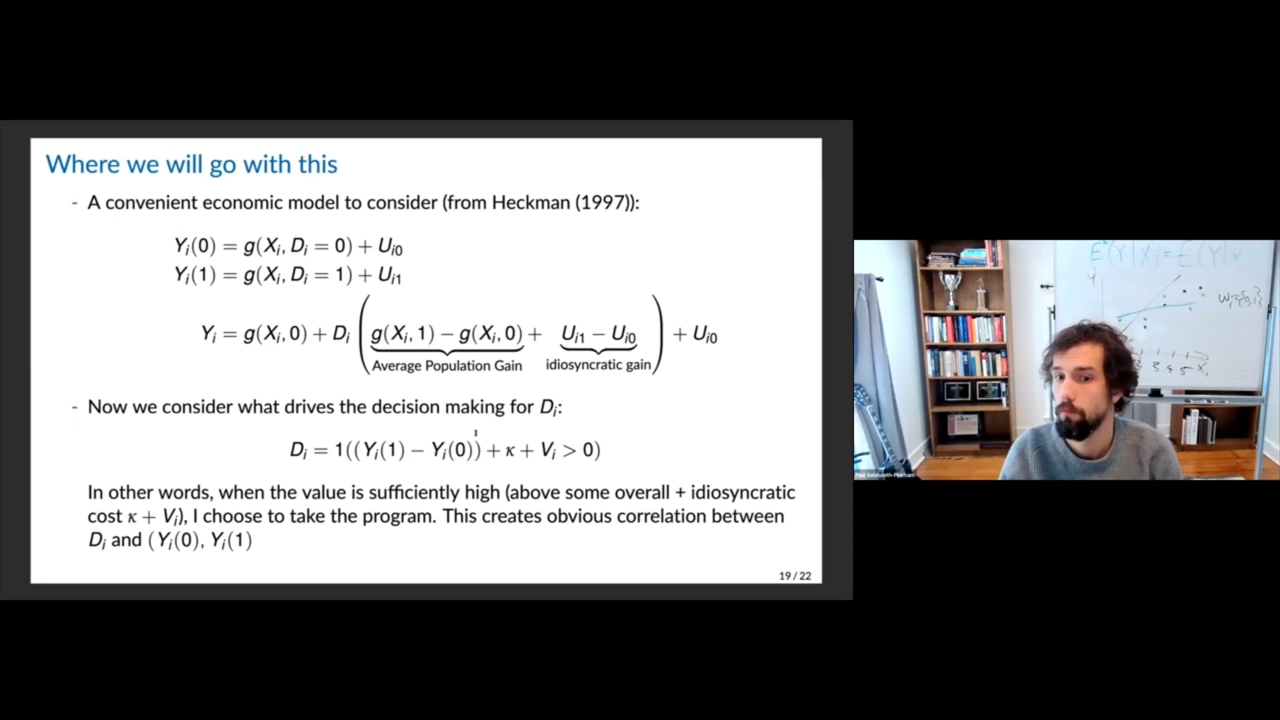 Where we will go with this
- A convenient economic model to consider (from Heckman (1997)):
Yᵢ(0) = g(Xᵢ, Dᵢ = 0) + Uᵢ₀
Yᵢ(1) = g(Xᵢ, Dᵢ = 1) + Uᵢ₁
Yᵢ = g(Xᵢ, 0) + Dᵢ ( g(Xᵢ, 1) − g(Xᵢ, 0) + Uᵢ₁ − Uᵢ₀ ) + Uᵢ₀
Average Population Gain idiosyncratic gain
- Now we consider what drives the decision making for Dᵢ:
Dᵢ = 1((Yᵢ(1) − Yᵢ(0)) + κ + Vᵢ > 0)
In other words, when the value is sufficiently high (above some overall + idiosyncratic
cost κ + Vᵢ), I choose to take the program. This creates obvious correlation between
Dᵢ and (Yᵢ(0), Yᵢ(1)
19 / 22
Paul Goldsmith-Pinkham